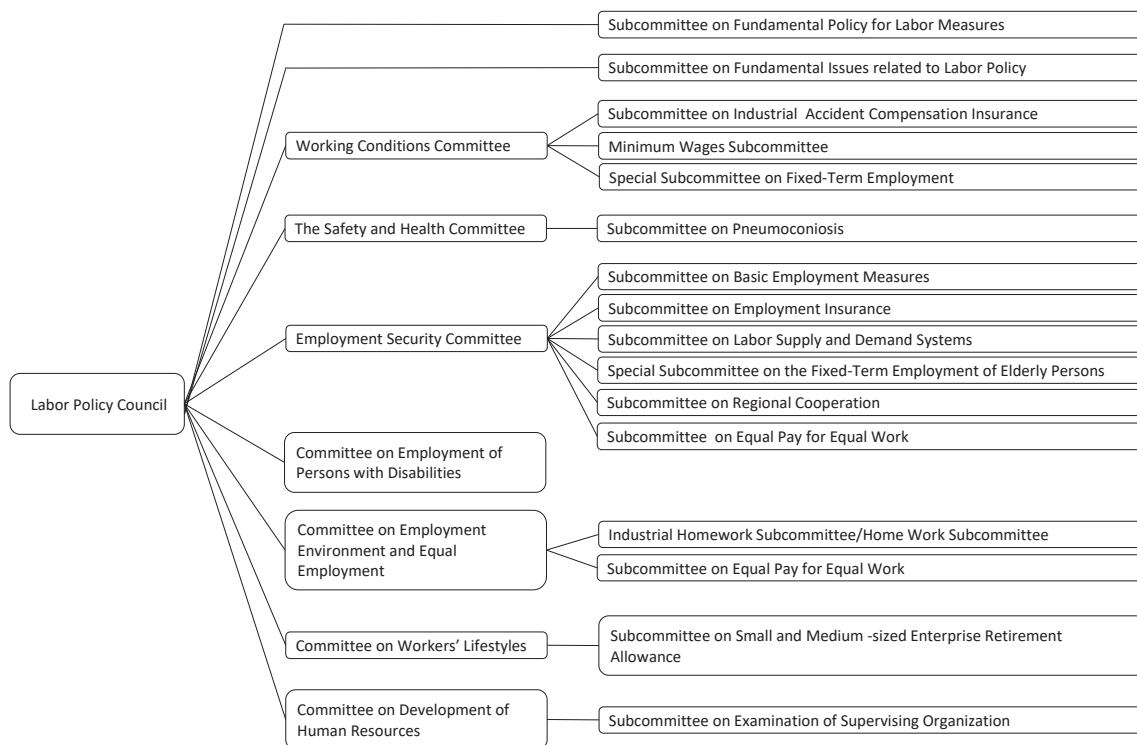 Subcommittee on Fundamental Policy for Labor Measures
Subcommittee on Fundamental Issues related to Labor Policy
Subcommittee on Industrial Accident Compensation Insurance
Working Conditions Committee
Minimum Wages Subcommittee
Special Subcommittee on Fixed-Term Employment
The Safety and Health Committee
Subcommittee on Pneumoconiosis
Subcommittee on Basic Employment Measures
Subcommittee on Employment Insurance
Employment Security Committee
Subcommittee on Labor Supply and Demand Systems
Special Subcommittee on the Fixed-Term Employment of Elderly Persons
Labor Policy Council
Subcommittee on Regional Cooperation
Subcommittee on Equal Pay for Equal Work
Committee on Employment of
Persons with Disabilities
Committee on Employment
Environment and Equal
Employment
Industrial Homework Subcommittee/Home Work Subcommittee
Subcommittee on Equal Pay for Equal Work
Committee on Workers’ Lifestyles
Subcommittee on Small and Medium -sized Enterprise Retirement
Allowance
Committee on Development of
Human Resources
Subcommittee on Examination of Supervising Organization